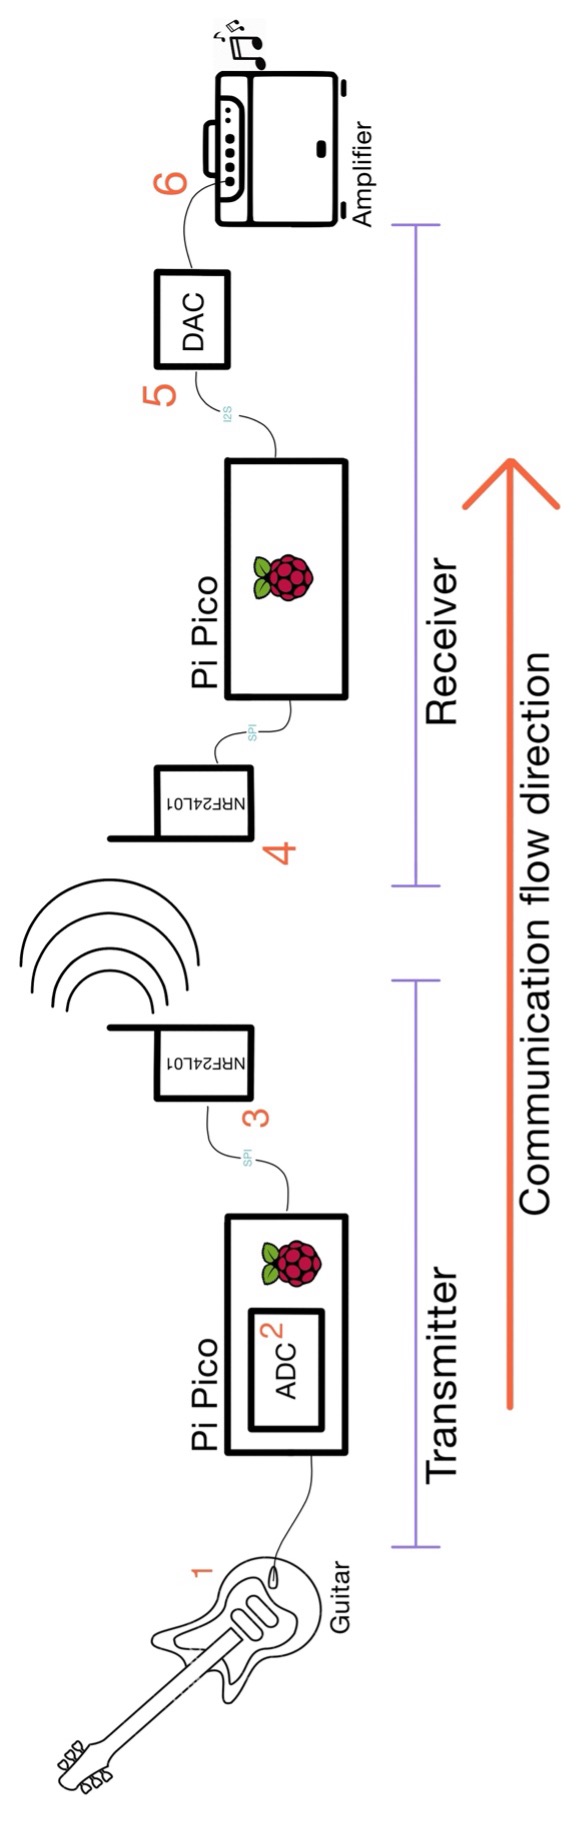 1
Guitar
Pi Pico
ADC
2
SPI
3
NRF24L01
4
NRF24L01
SPI
Pi Pico
I2S
5
DAC
6
Amplifier
Transmitter
Receiver
Communication flow direction